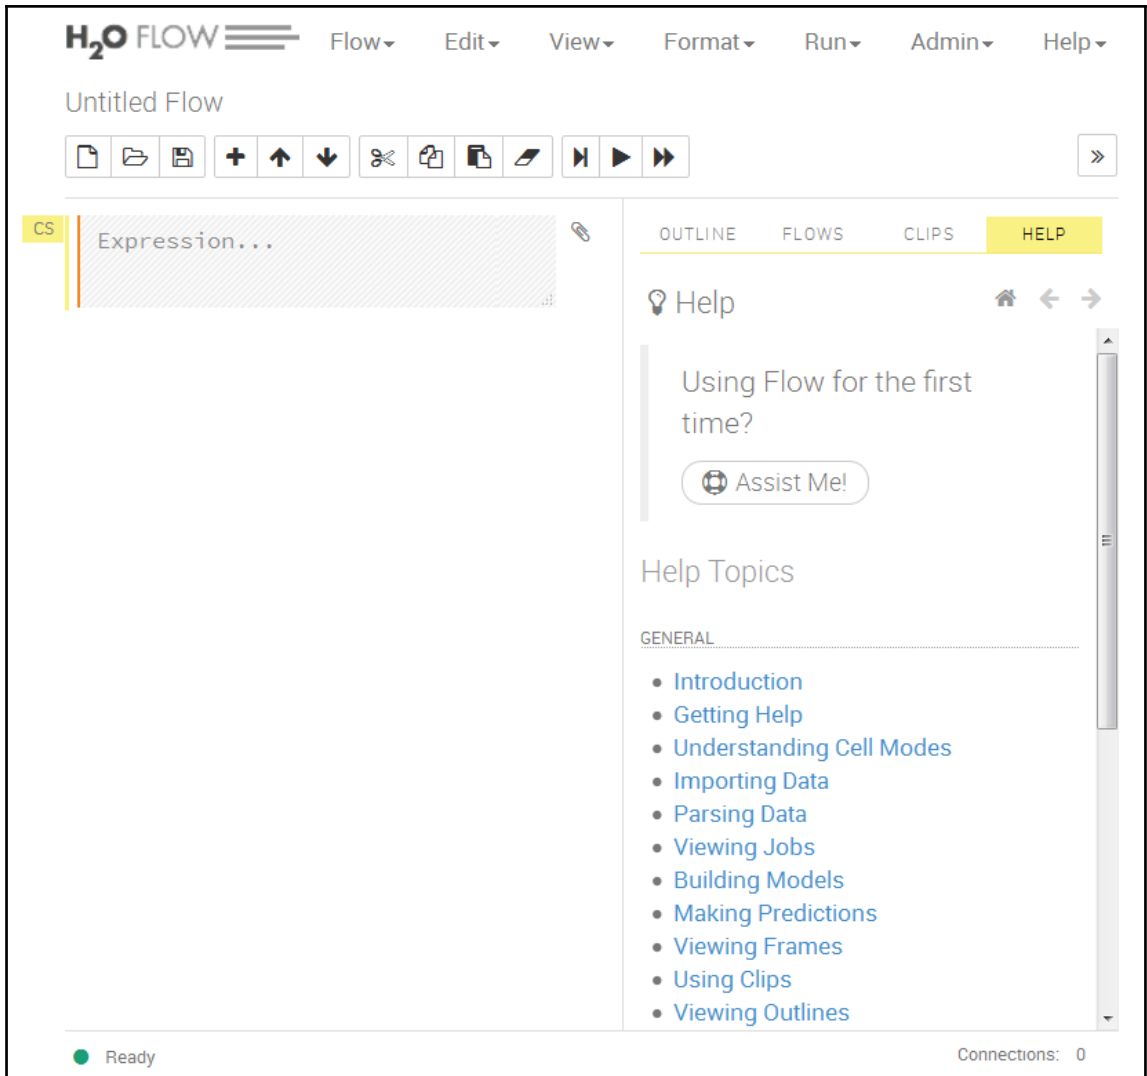 H2O FLOW Flow Edit View Format Run Admin Help
Untitled Flow
CS
Expression...
OUTLINE FLOWS CLIPS HELP
Help
Using Flow for the first
time?
Assist Me!
Help Topics
GENERAL
Introduction
Getting Help
Understanding Cell Modes
Importing Data
Parsing Data
Viewing Jobs
Building Models
Making Predictions
Viewing Frames
Using Clips
Viewing Outlines
Ready Connections: 0